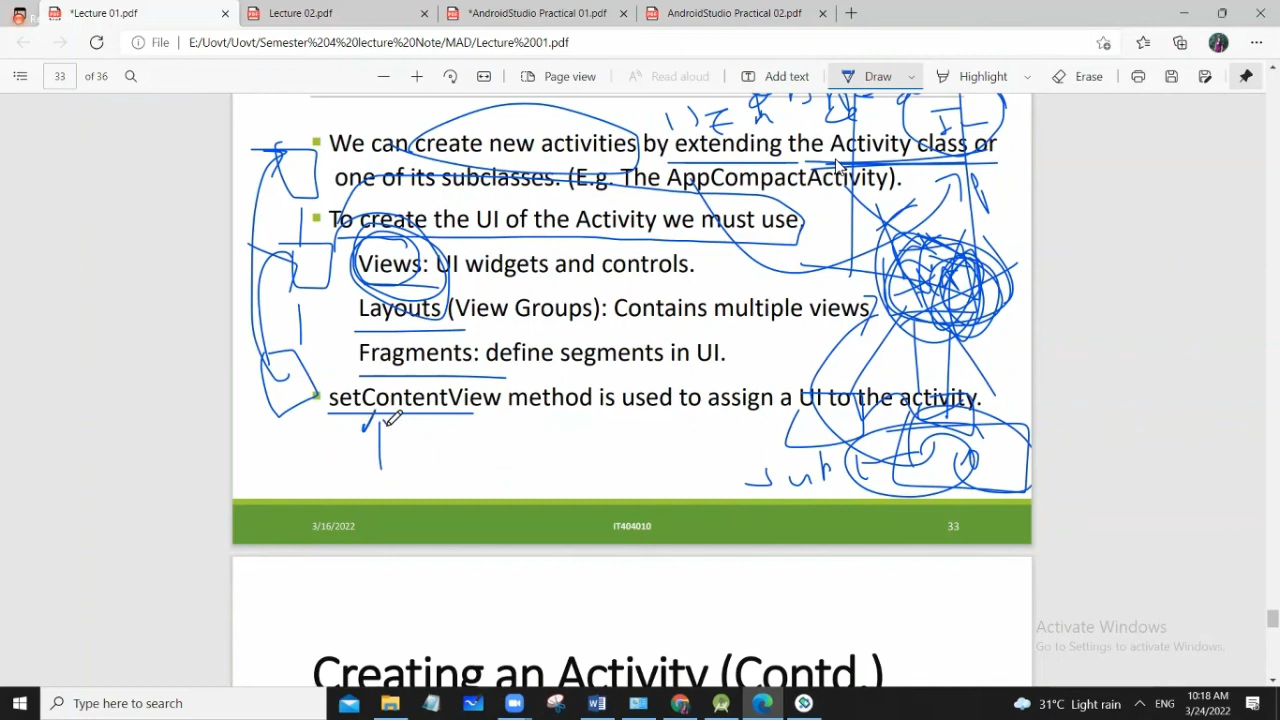 *Lecture 01.pdf
Lecture 02.pdf
*AndroidStudio Practical 01.pdf
AndroidStudio Practical 02.pdf
File
E:/Uovt/Uovt/Semester%204%20lecture%20Note/MAD/Lecture%2001.pdf
33 of 36
Page view
Read aloud
Add text
Draw
Highlight
Erase
We can create new activities by extending the Activity class or
one of its subclasses. (E.g. The AppCompactActivity).
To create the UI of the Activity we must use,
Views: UI widgets and controls.
Layouts (View Groups): Contains multiple views
Fragments: define segments in UI.
setContentView method is used to assign a UI to the activity.
3/16/2022
IT404010
33
Creating an Activity (Contd.)
Activate Windows
Go to Settings to activate Windows.
Type here to search
31°C Light rain
ENG
10:18 AM
3/24/2022